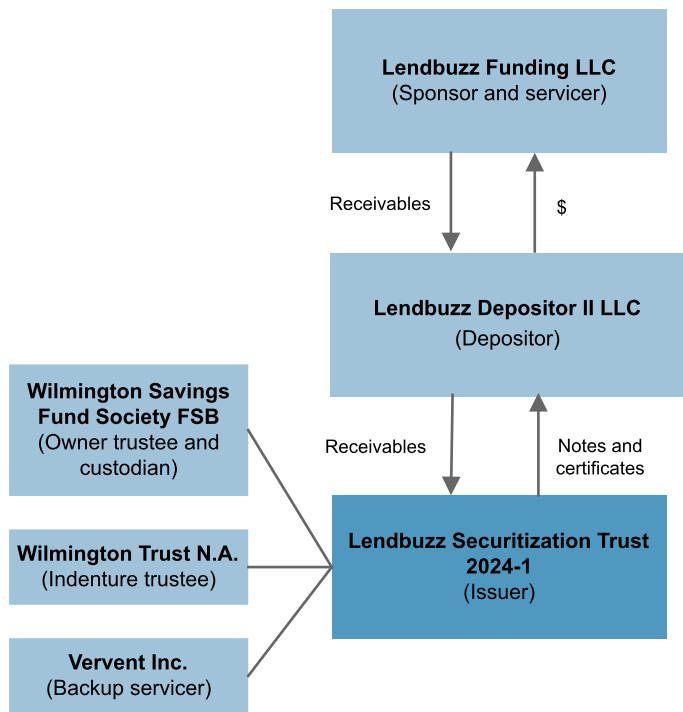 Lendbuzz Funding LLC
(Sponsor and servicer)
Receivables
$
Lendbuzz Depositor II LLC
(Depositor)
Receivables
Notes and
certificates
Wilmington Savings
Fund Society FSB
(Owner trustee and
custodian)
Wilmington Trust N.A.
(Indenture trustee)
Vervent Inc.
(Backup servicer)
Lendbuzz Securitization Trust
2024-1
(Issuer)